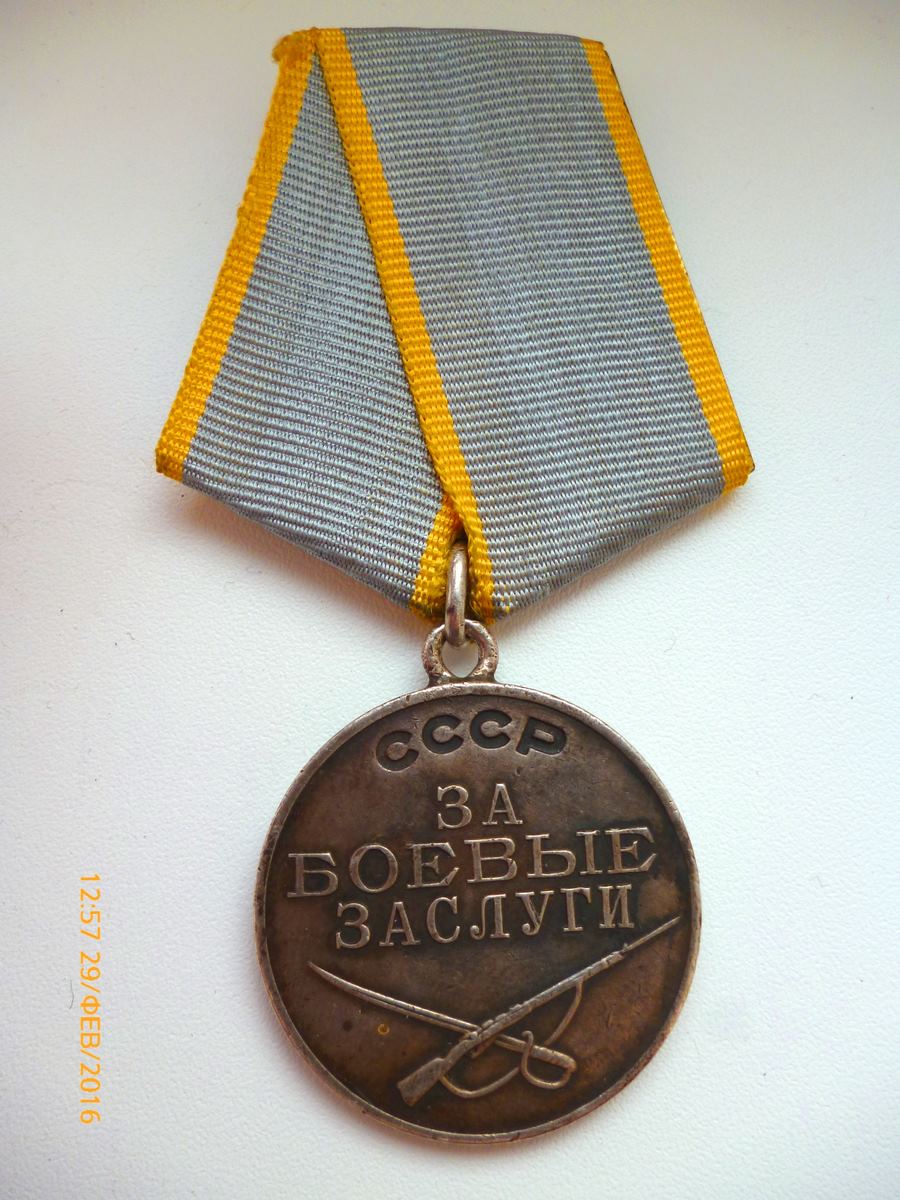 СССР
ЗА
БОЕВЫЕ
ЗАСЛУГИ
12:57 29/ФЕВ/2016